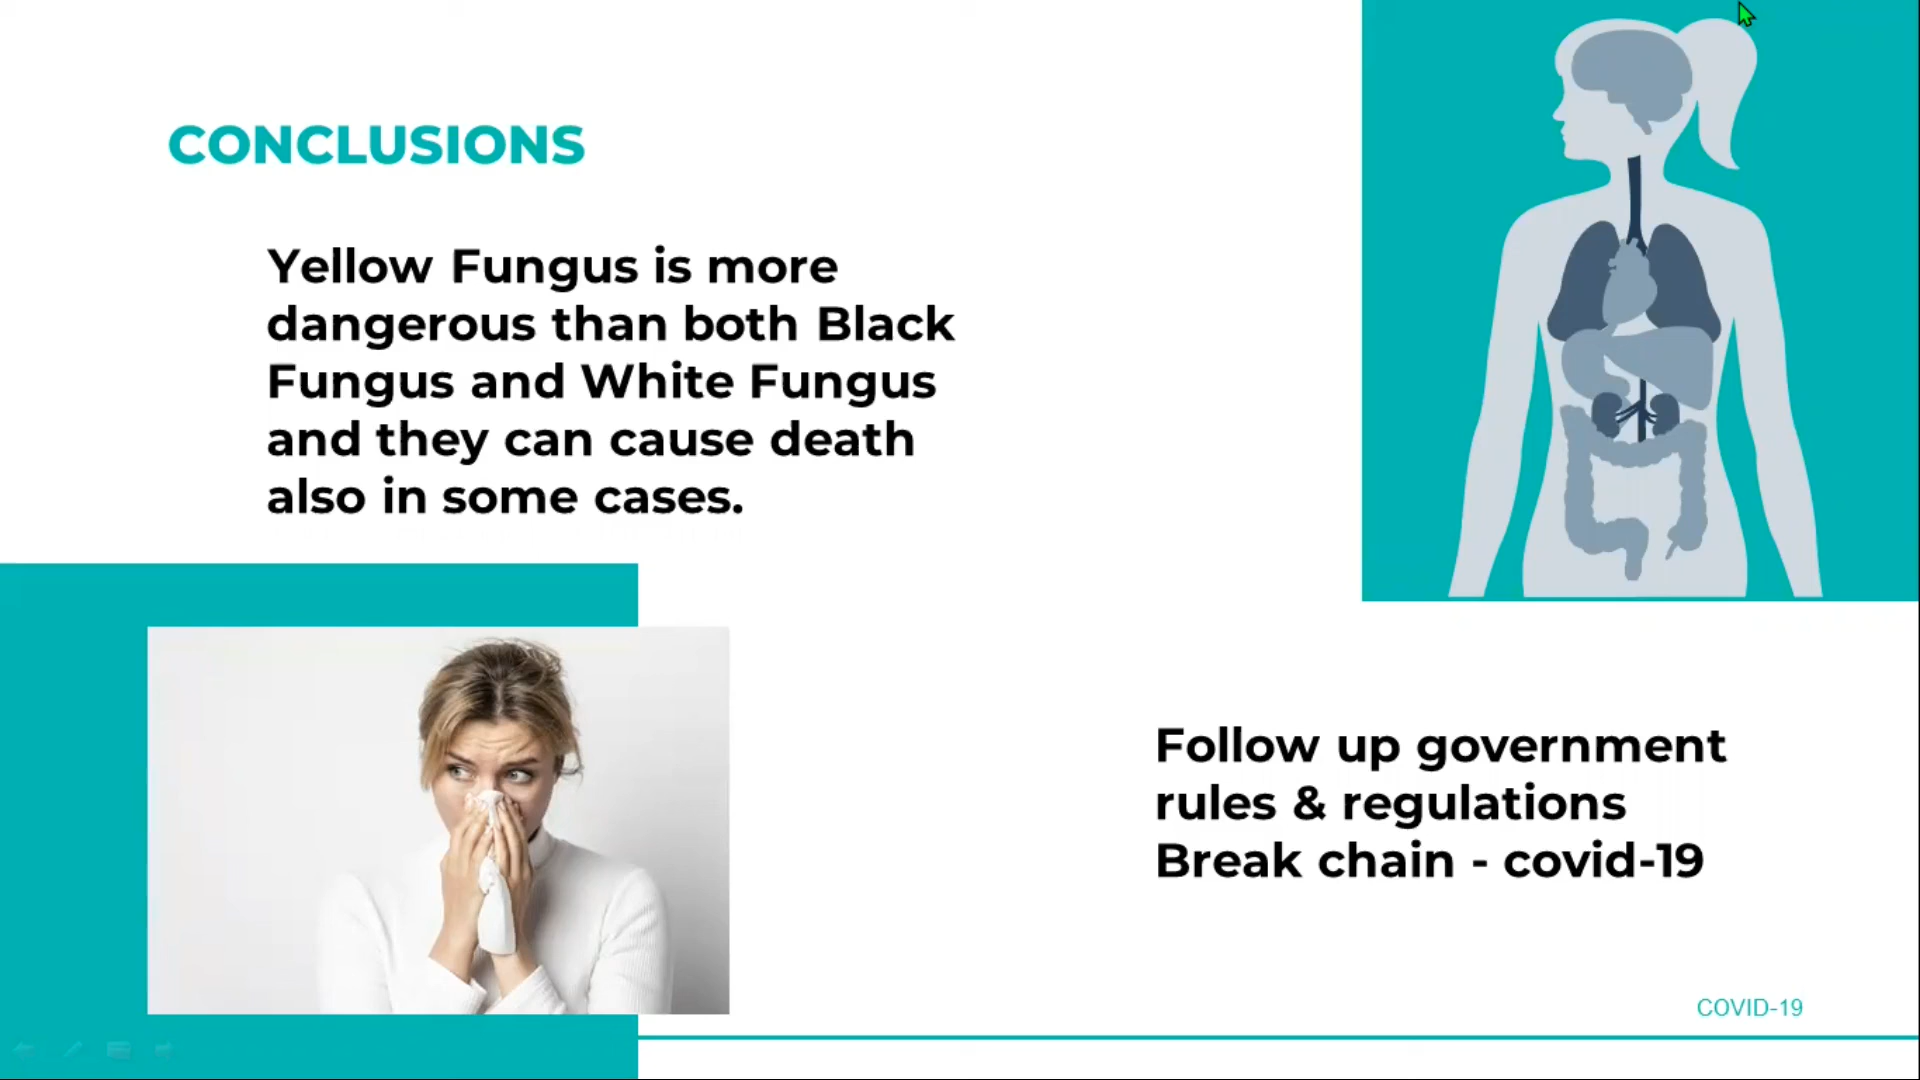 CONCLUSIONS
Yellow Fungus is more
dangerous than both Black
Fungus and White Fungus
and they can cause death
also in some cases.
Follow up government
rules & regulations
Break chain - covid-19
COVID-19